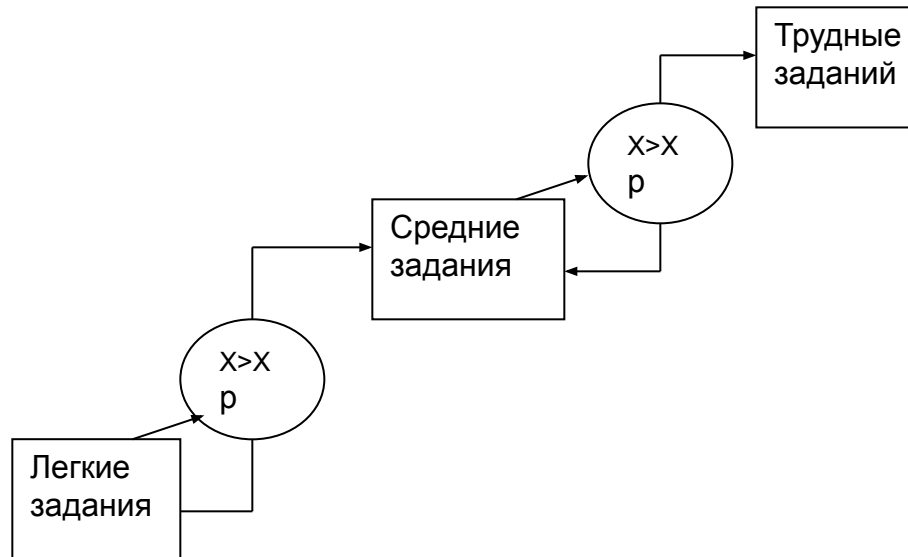 Трудные
заданий
X>X
р
Средние
задания
X>X
р
Легкие
задания